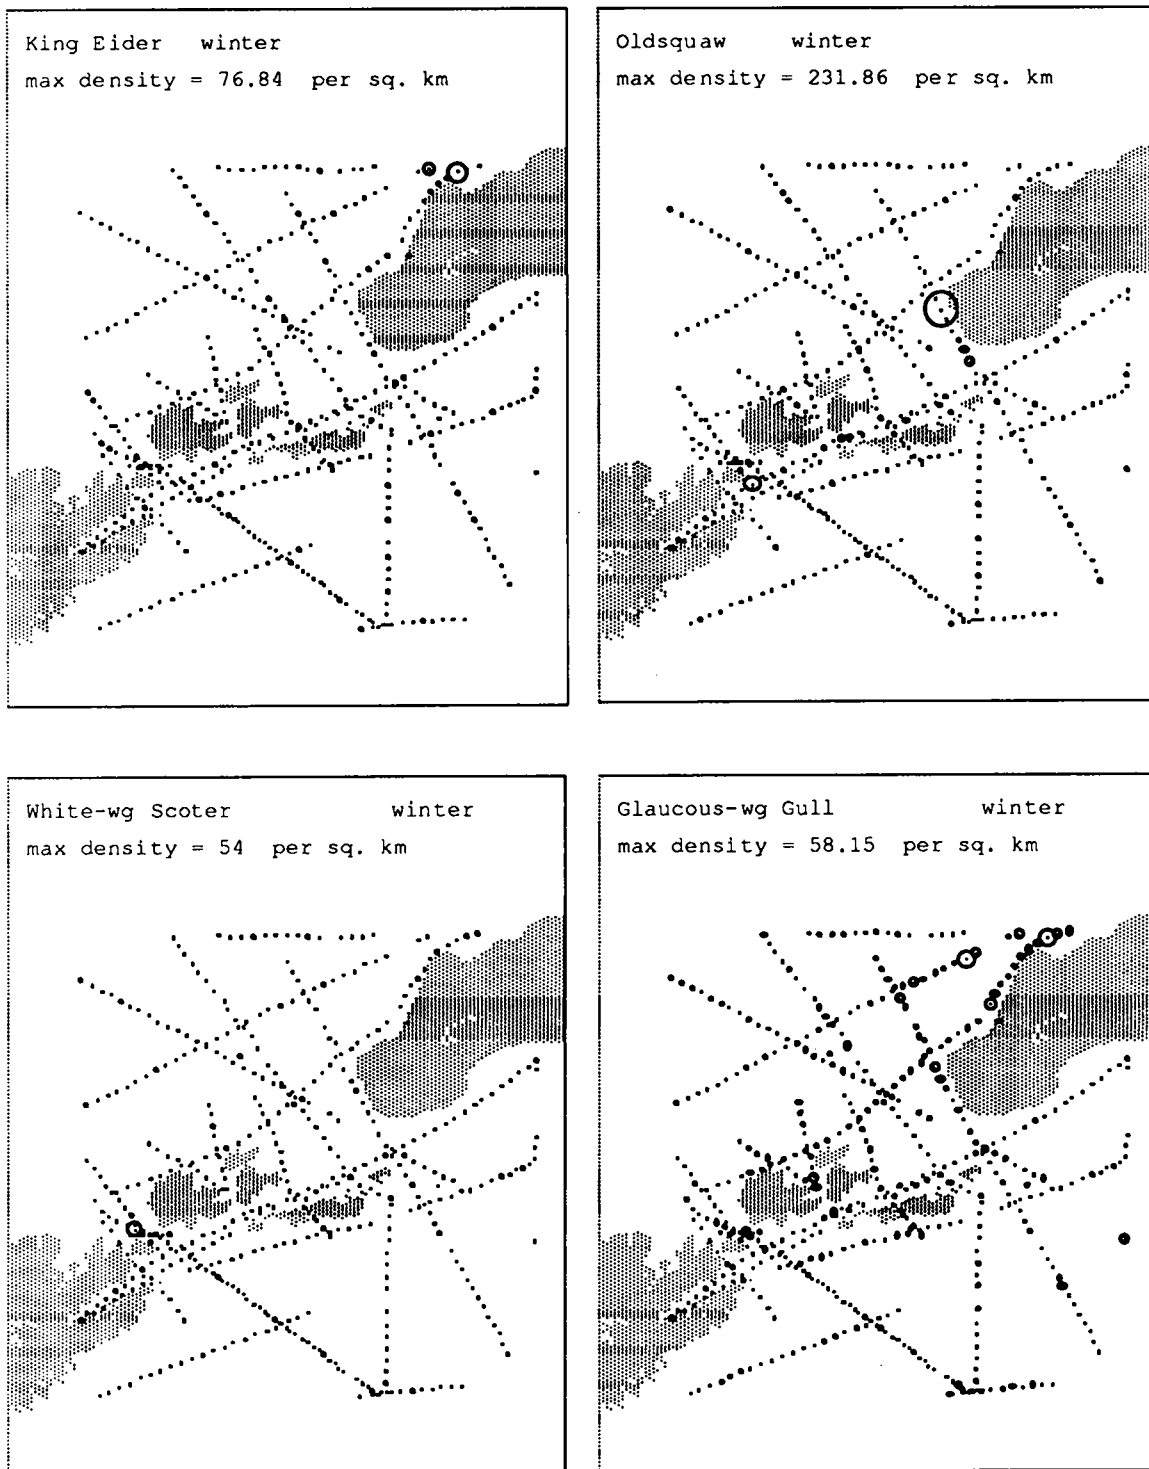 King Eider winter
max density = 76.84 per sq. km
Oldsquaw winter
max density = 231.86 per sq. km
White-wg Scoter winter
max density = 54 per sq. km
Glaucous-wg Gull winter
max density = 58.15 per sq. km